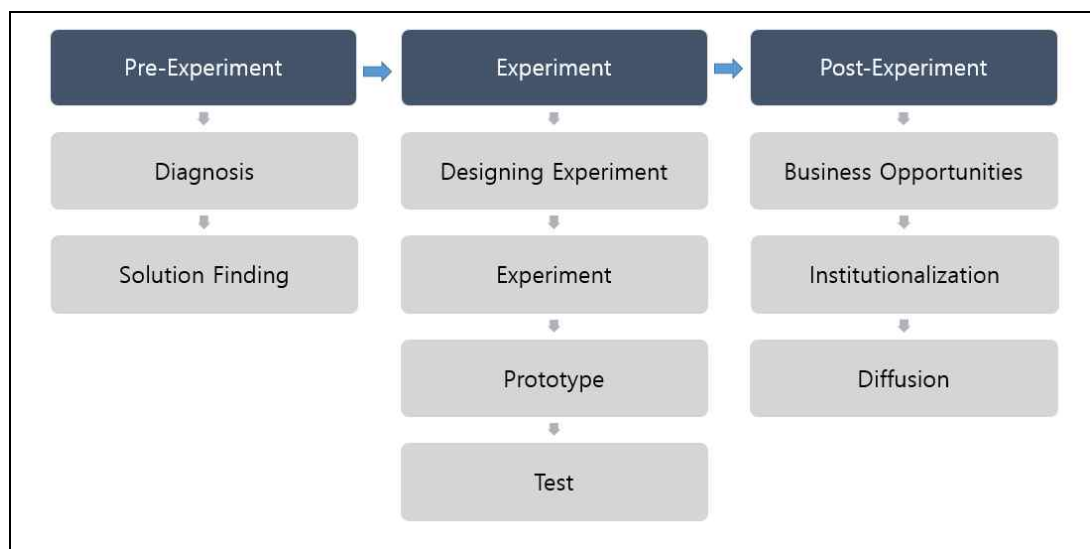 Pre-Experiment
Experiment
Post-Experiment
Diagnosis
Designing Experiment
Business Opportunities
Solution Finding
Experiment
Institutionalization
Prototype
Diffusion
Test